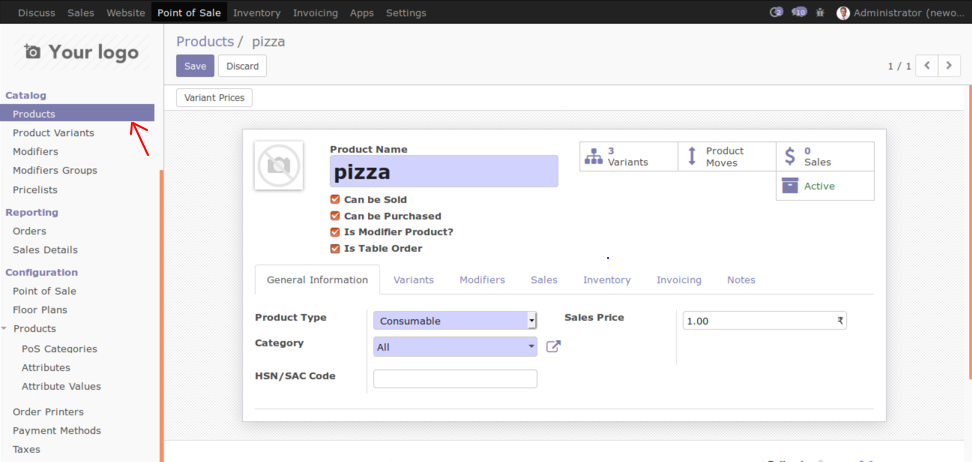 Discuss Sales Website Point of Sale Inventory Invoicing Apps Settings 2 10 Administrator (newo...
Your logo
Products / pizza
Save Discard
1 / 1
Variant Prices
Catalog
Products
Product Variants
Modifiers
Modifiers Groups
Pricelists
Reporting
Orders
Sales Details
Configuration
Point of Sale
Floor Plans
Products
PoS Categories
Attributes
Attribute Values
Order Printers
Payment Methods
Taxes
Product Name
pizza
Can be Sold
Can be Purchased
Is Modifier Product?
Is Table Order
3
Variants
Product
Moves
0
Sales
Active
General Information Variants Modifiers Sales Inventory Invoicing Notes
Product Type Consumable
Category All
HSN/SAC Code
Sales Price 1.00 ₹